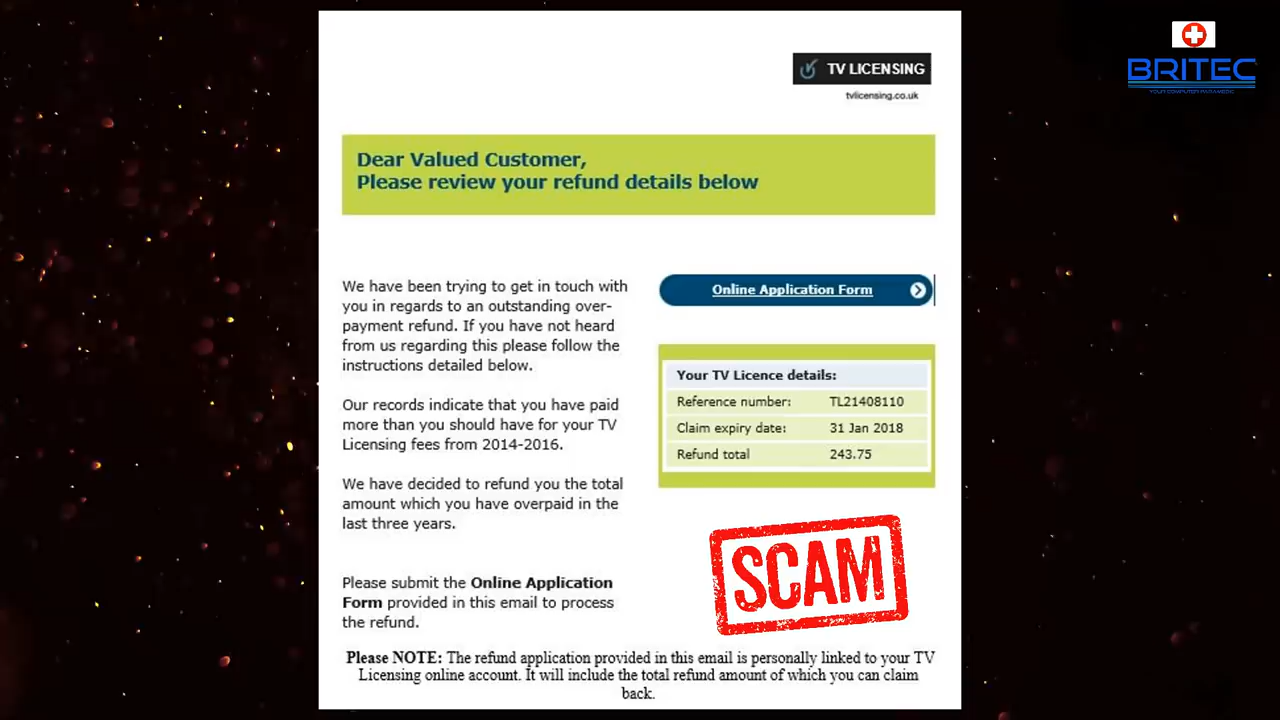 TV LICENSING
tvlicensing.co.uk
BRITEC
YOUR COMPUTER PARAMEDIC
Dear Valued Customer,
Please review your refund details below
We have been trying to get in touch with
you in regards to an outstanding over-
payment refund. If you have not heard
from us regarding this please follow the
instructions detailed below.
Our records indicate that you have paid
more than you should have for your TV
Licensing fees from 2014-2016.
We have decided to refund you the total
amount which you have overpaid in the
last three years.
Please submit the Online Application
Form provided in this email to process
the refund.
Online Application Form
Your TV Licence details:
Reference number: TL21408110
Claim expiry date: 31 Jan 2018
Refund total 243.75
SCAM
Please NOTE: The refund application provided in this email is personally linked to your TV
Licensing online account. It will include the total refund amount of which you can claim
back.